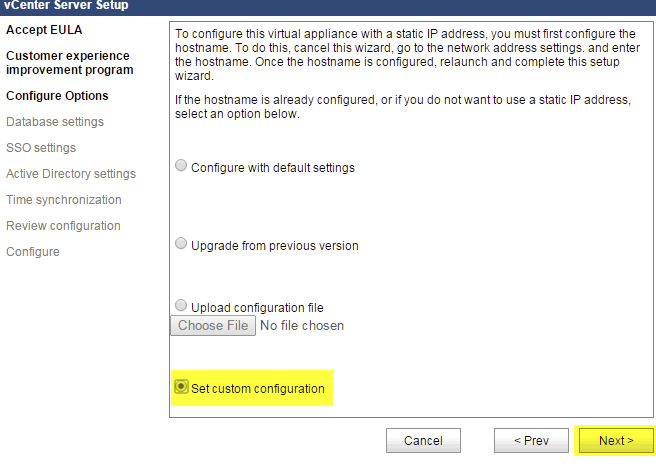 vCenter Server Setup
Accept EULA
Customer experience
improvement program
Configure Options
Database settings
SSO settings
Active Directory settings
Time synchronization
Review configuration
Configure
To configure this virtual appliance with a static IP address, you must first configure the
hostname. To do this, cancel this wizard, go to the network address settings. and enter
the hostname. Once the hostname is configured, relaunch and complete this setup
wizard.
If the hostname is already configured, or if you do not want to use a static IP address,
select an option below.
Configure with default settings
Upgrade from previous version
Upload configuration file
Choose File No file chosen
Set custom configuration
Cancel
< Prev
Next >